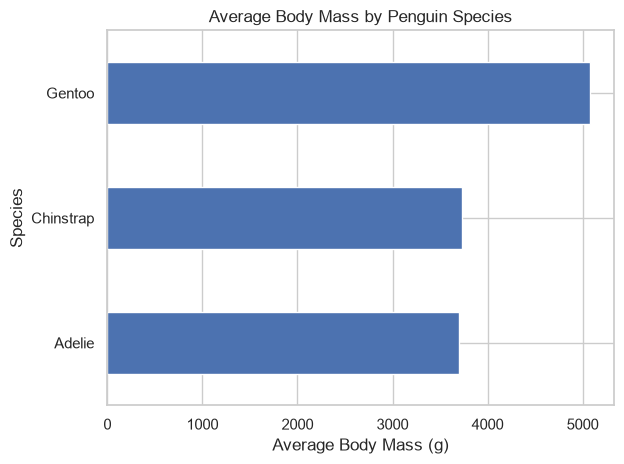 Average Body Mass by Penguin Species
Gentoo
Chinstrap
Adelie
Species
0 1000 2000 3000 4000 5000
Average Body Mass (g)